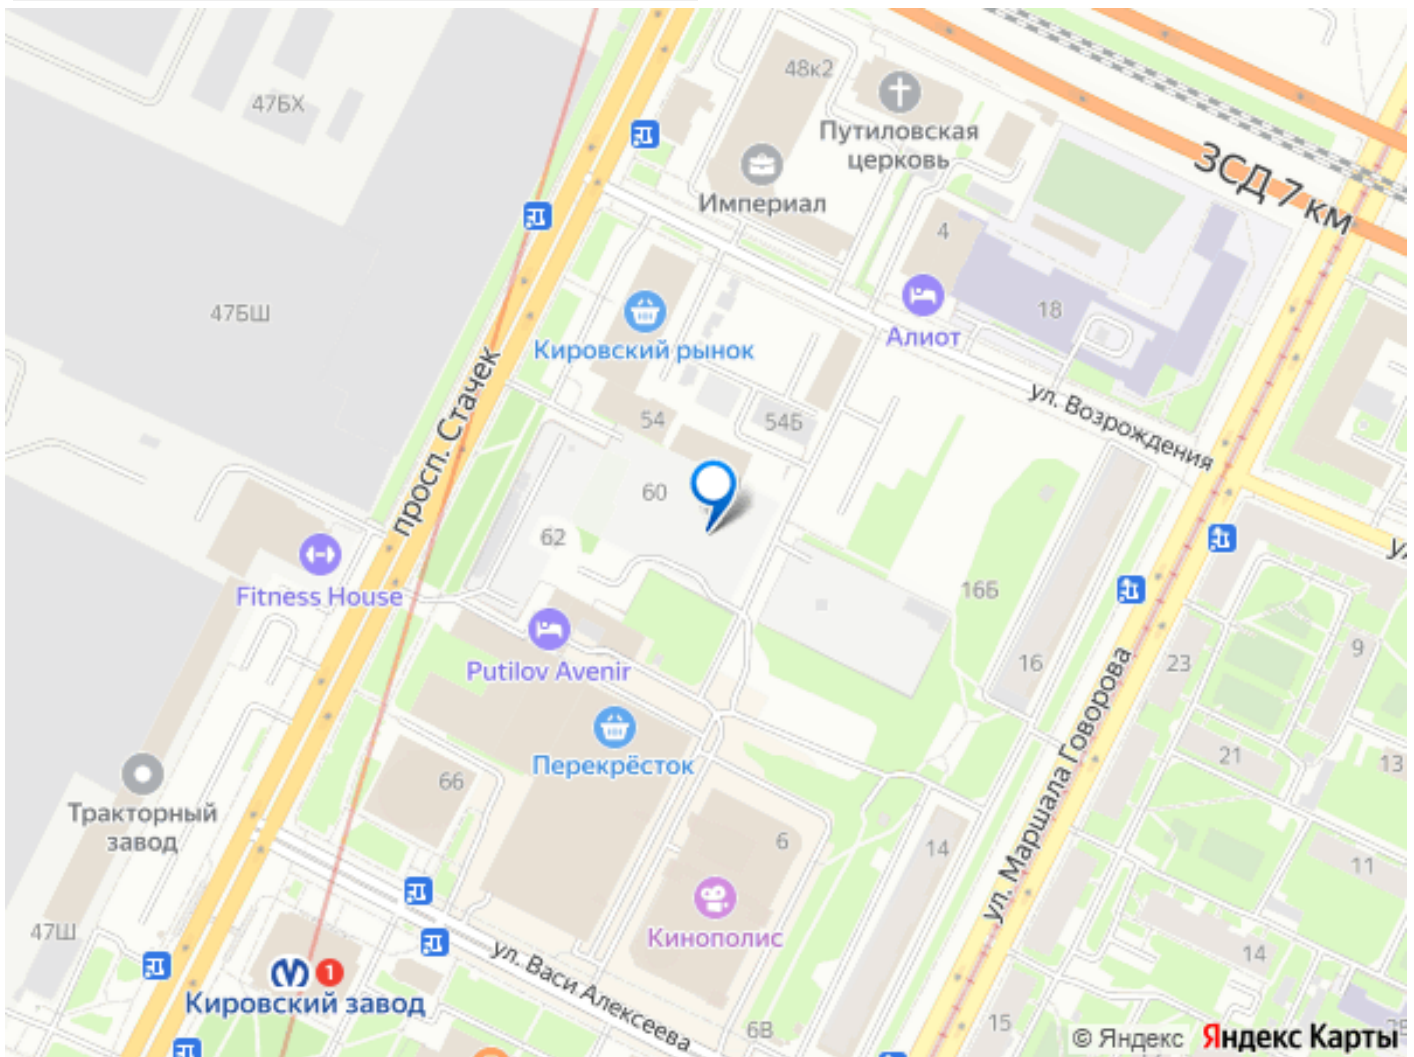 48к2
47БХ
Путиловская
церковь
ЗСД 7 км
Империал
4
47БШ
18
Алиот
Кировский рынок
просп. Стачек
ул. Возрождения
54
54Б
60
62
Fitness House
16Б
Putilov Avenir
16
23
9
ул. Маршала Говорова
Перекрёсток
21
13
66
Тракторный
завод
6
14
11
47Ш
Кинополис
ул. Васи Алексеева
14
1
Кировский завод
15
6В
© Яндекс Яндекс Карты